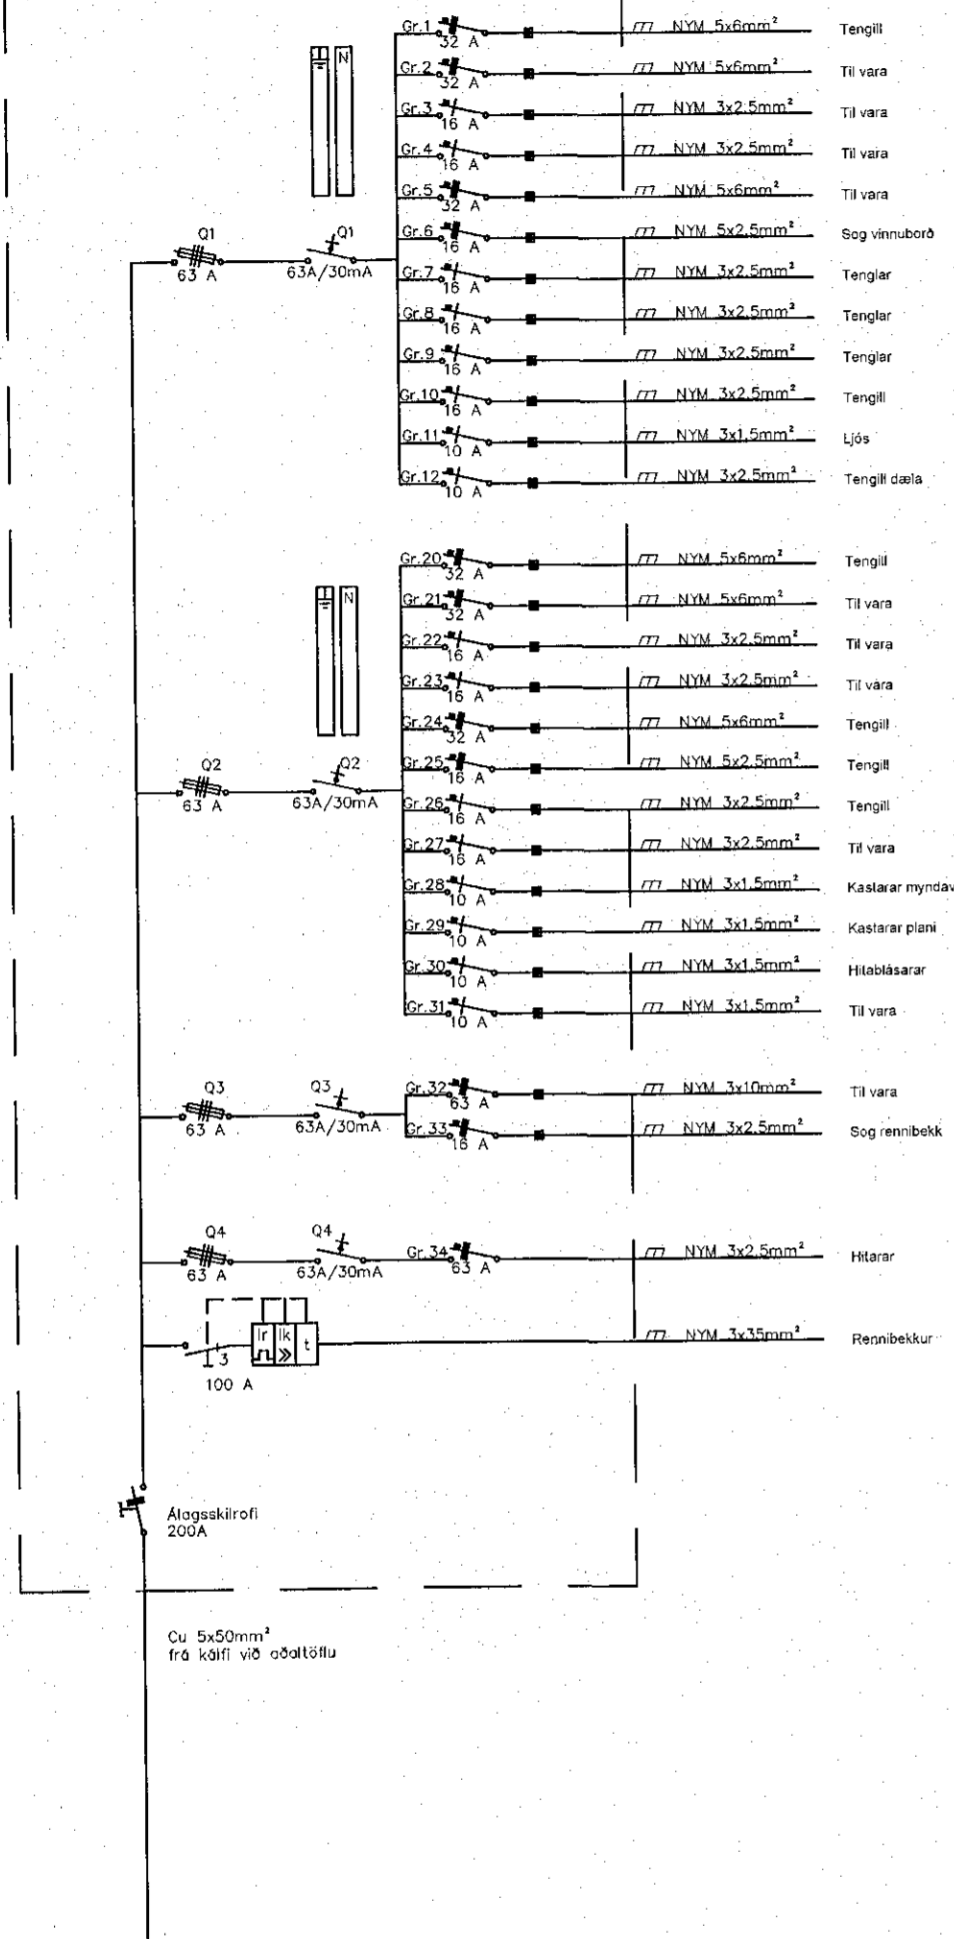 Gr.1 32 A NYM 5x6mm² Tengill
Gr.2 32 A NYM 5x6mm² Til vara
Gr.3 16 A NYM 3x2.5mm² Til vara
Gr.4 16 A NYM 3x2.5mm² Til vara
Gr.5 32 A NYM 5x6mm² Til vara
Gr.6 16 A NYM 5x2.5mm² Sog vinnuborð
Gr.7 16 A NYM 3x2.5mm² Tenglar
Gr.8 16 A NYM 3x2.5mm² Tenglar
Gr.9 16 A NYM 3x2.5mm² Tenglar
Gr.10 16 A NYM 3x2.5mm² Tengill
Gr.11 10 A NYM 3x1.5mm² Ljós
Gr.12 10 A NYM 3x2.5mm² Tengill dæla
N
Q1 63 A
Q1 63A/30mA
Gr.20 32 A NYM 5x6mm² Tengill
Gr.21 32 A NYM 5x6mm² Til vara
Gr.22 16 A NYM 3x2.5mm² Til vara
Gr.23 16 A NYM 3x2.5mm² Til vara
Gr.24 32 A NYM 5x6mm² Tengill
Gr.25 16 A NYM 5x2.5mm² Tengill
Gr.26 16 A NYM 3x2.5mm² Tengill
Gr.27 16 A NYM 3x2.5mm² Til vara
Gr.28 10 A NYM 3x1.5mm² Kastarar myndav
Gr.29 10 A NYM 3x1.5mm² Kastarar plani
Gr.30 10 A NYM 3x1.5mm² Hitablásarar
Gr.31 10 A NYM 3x1.5mm² Til vara
N
Q2 63 A
Q2 63A/30mA
Q3 63 A
Q3 63A/30mA
Gr.32 63 A NYM 3x10mm² Til vara
Gr.33 16 A NYM 3x2.5mm² Sog rennibekk
Q4 63 A
Q4 63A/30mA
Gr.34 63 A NYM 3x2.5mm² Hitarar
3 Ir Ik t NYM 3x35mm² Rennibekkur
100 A
Álagsskilrofi
200A
Cu 5x50mm²
frá kálfi við aðaltöflu